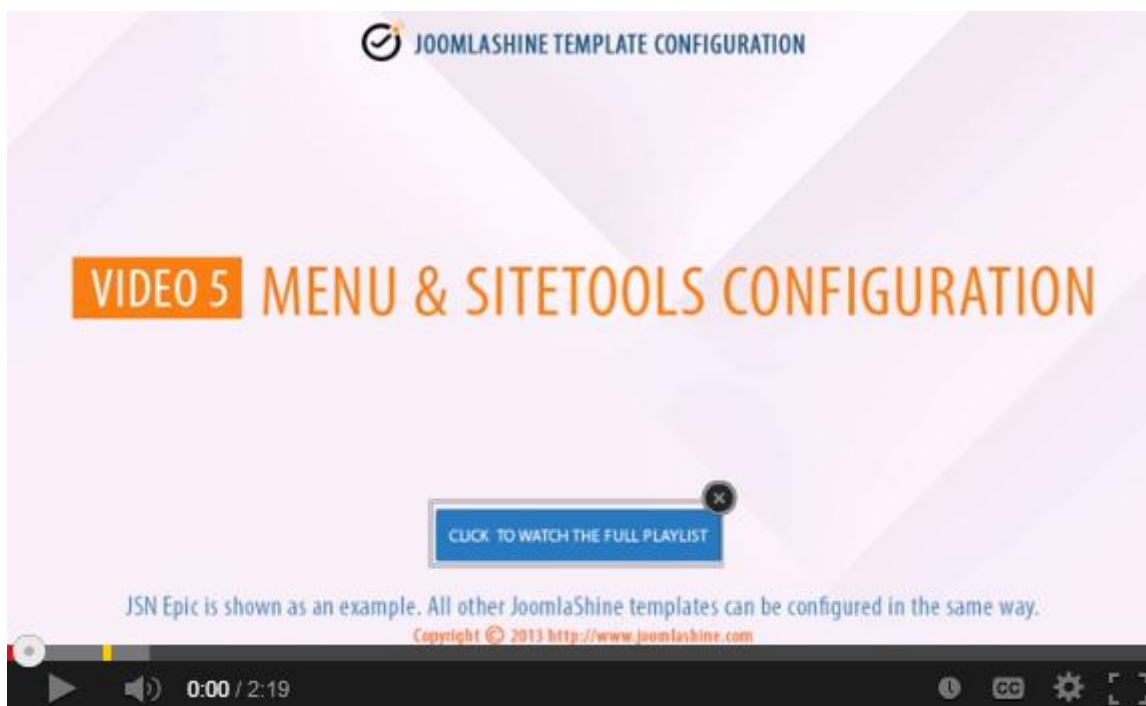 JOOMLASHINE TEMPLATE CONFIGURATION
VIDEO 5 MENU & SITETOOLS CONFIGURATION
CLICK TO WATCH THE FULL PLAYLIST
JSN Epic is shown as an example. All other JoomlaShine templates can be configured in the same way.
Copyright © 2013 http://www.joomlashine.com
0:00 / 2:19
CC